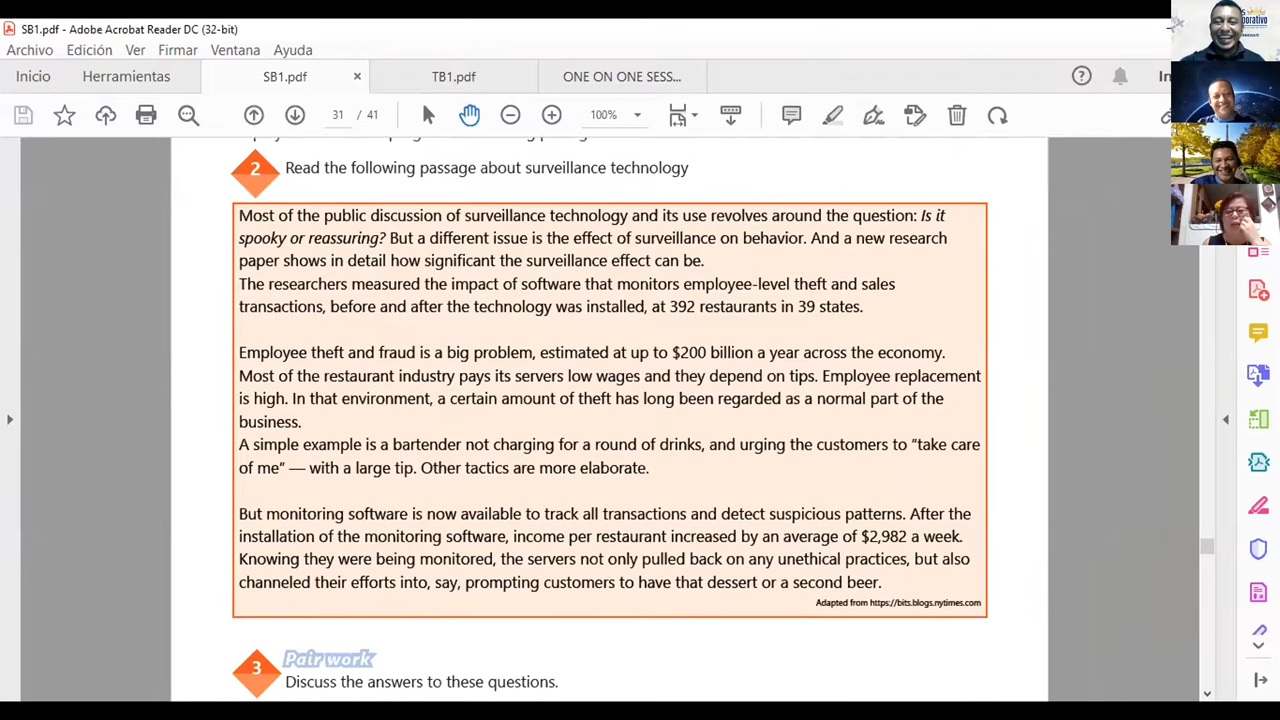 SB1.pdf - Adobe Acrobat Reader DC (32-bit)
Archivo Edición Ver Firmar Ventana Ayuda
Inicio Herramientas SB1.pdf × TB1.pdf ONE ON ONE SESS...
31 / 41 100%
2 Read the following passage about surveillance technology
Most of the public discussion of surveillance technology and its use revolves around the question: Is it
spooky or reassuring? But a different issue is the effect of surveillance on behavior. And a new research
paper shows in detail how significant the surveillance effect can be.
The researchers measured the impact of software that monitors employee-level theft and sales
transactions, before and after the technology was installed, at 392 restaurants in 39 states.
Employee theft and fraud is a big problem, estimated at up to $200 billion a year across the economy.
Most of the restaurant industry pays its servers low wages and they depend on tips. Employee replacement
is high. In that environment, a certain amount of theft has long been regarded as a normal part of the
business.
A simple example is a bartender not charging for a round of drinks, and urging the customers to “take care
of me” — with a large tip. Other tactics are more elaborate.
But monitoring software is now available to track all transactions and detect suspicious patterns. After the
installation of the monitoring software, income per restaurant increased by an average of $2,982 a week.
Knowing they were being monitored, the servers not only pulled back on any unethical practices, but also
channeled their efforts into, say, prompting customers to have that dessert or a second beer.
Adapted from https://bits.blogs.nytimes.com
3 Pair work
Discuss the answers to these questions.